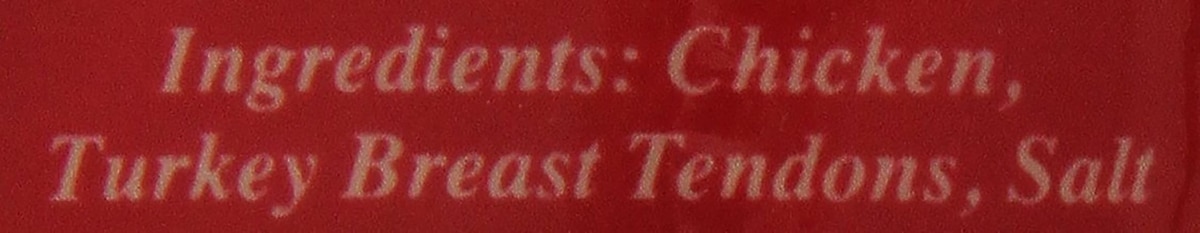 Ingredients: Chicken,
Turkey Breast Tendons, Salt